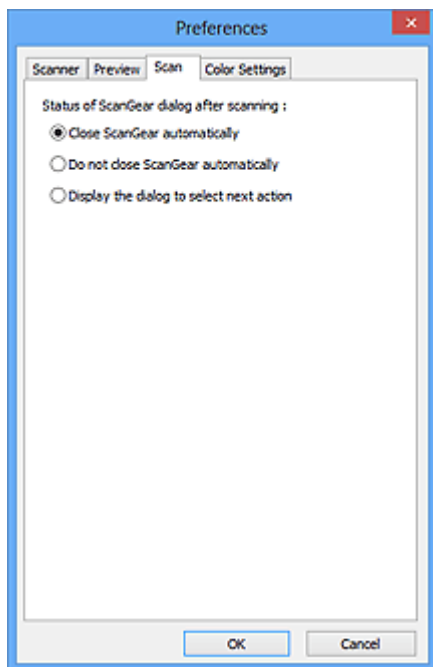 Preferences
Scanner Preview Scan Color Settings
Status of ScanGear dialog after scanning :
Close ScanGear automatically
Do not close ScanGear automatically
Display the dialog to select next action
OK Cancel